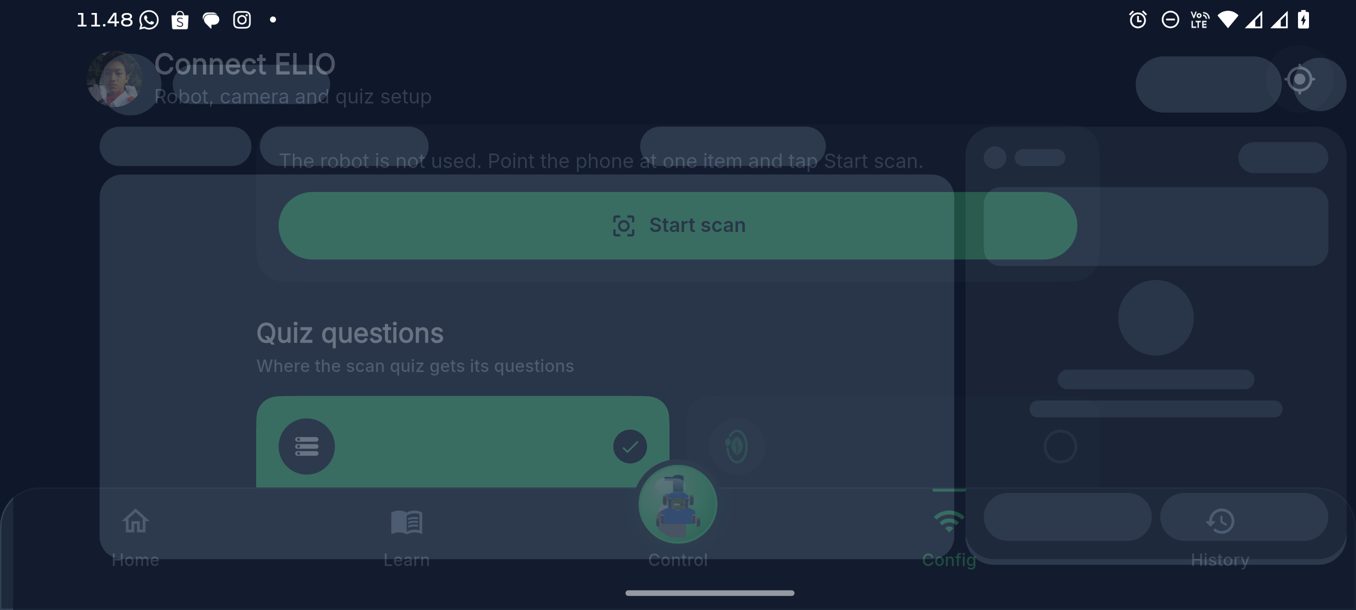 11.48
Vo LTE
Connect ELIO
Robot, camera and quiz setup
The robot is not used. Point the phone at one item and tap Start scan.
Start scan
Quiz questions
Where the scan quiz gets its questions
Home
Learn
Control
Config
History